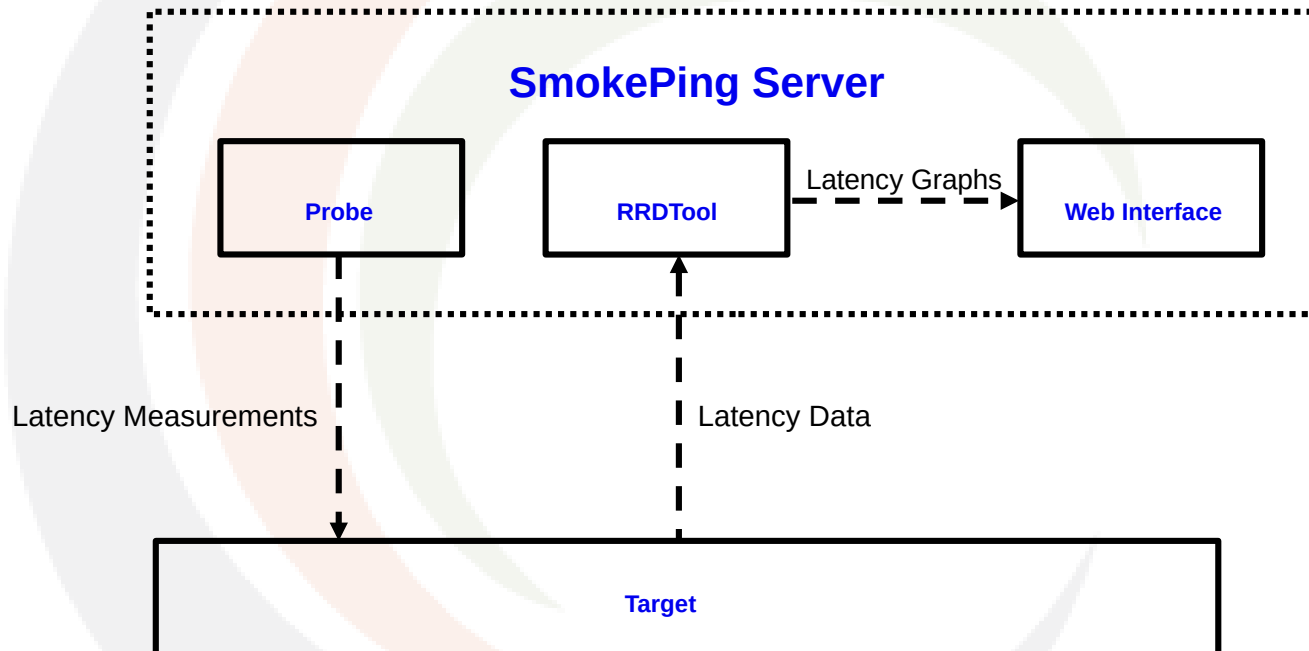 SmokePing Server
Probe
RRDTool
Latency Graphs
Web Interface
Latency Measurements
Latency Data
Target